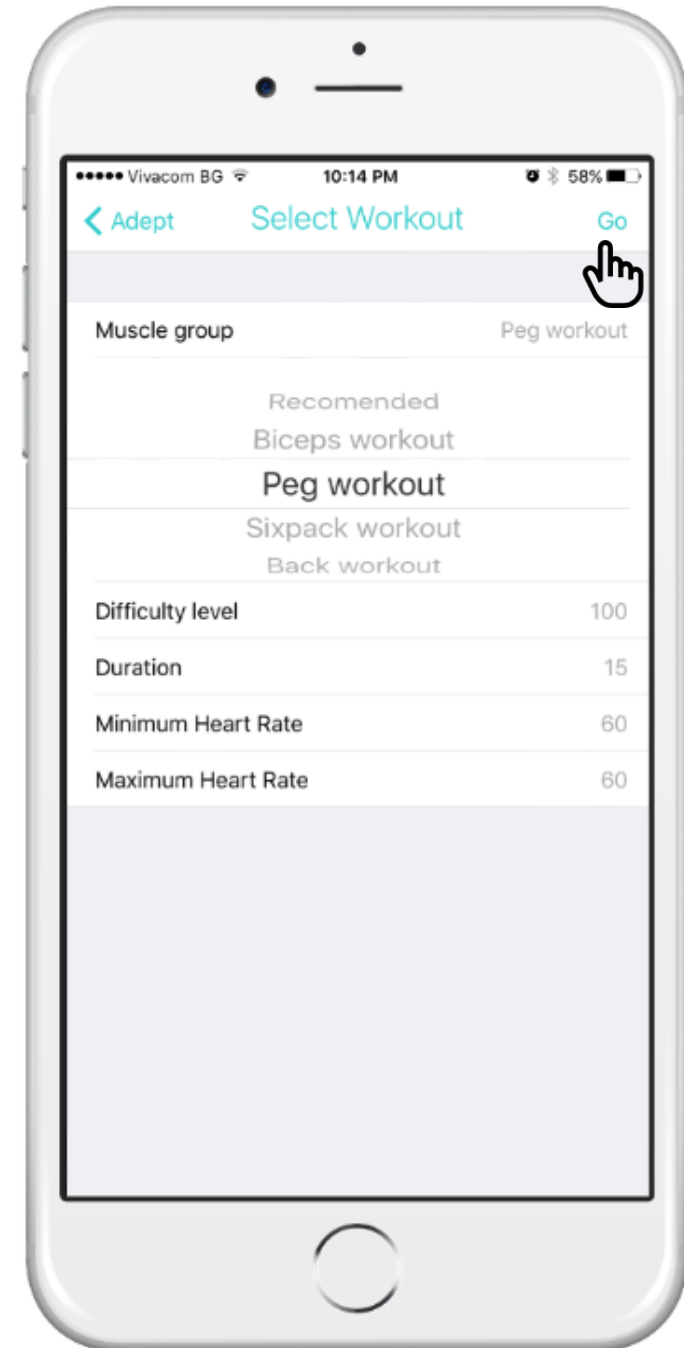 Vivacom BG 10:14 PM 58%
Adept Select Workout Go
Muscle group Peg workout
Recomended
Biceps workout
Peg workout
Sixpack workout
Back workout
Difficulty level 100
Duration 15
Minimum Heart Rate 60
Maximum Heart Rate 60